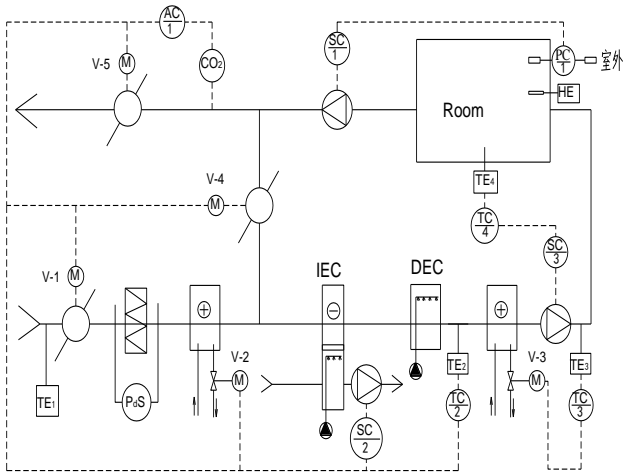 AC
1
SC
1
V-5
M
CO₂
PC
1
室外
HE
Room
V-4
M
TE₄
TC
4
V-1
M
IEC
DEC
SC
3
V-2
M
TE₁
PdS
SC
2
TE₂
TC
2
V-3
M
TE₃
TC
3